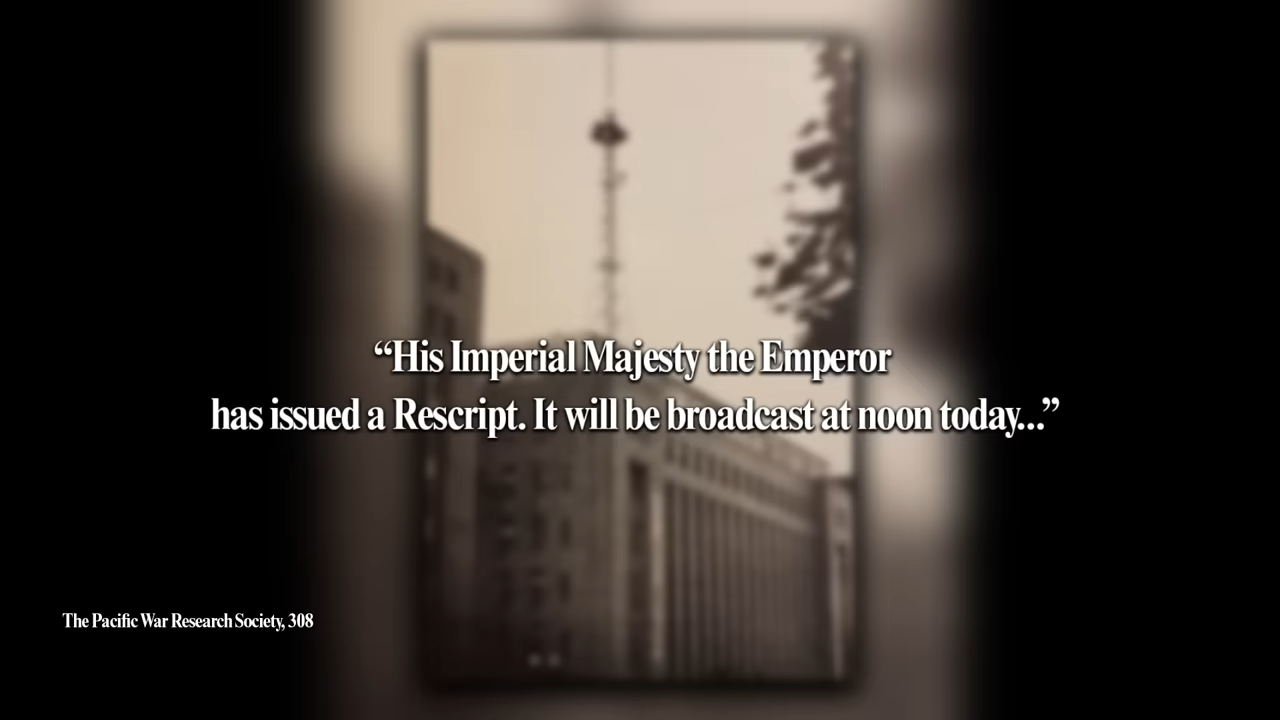 “His Imperial Majesty the Emperor
has issued a Rescript. It will be broadcast at noon today...”
The Pacific War Research Society, 308